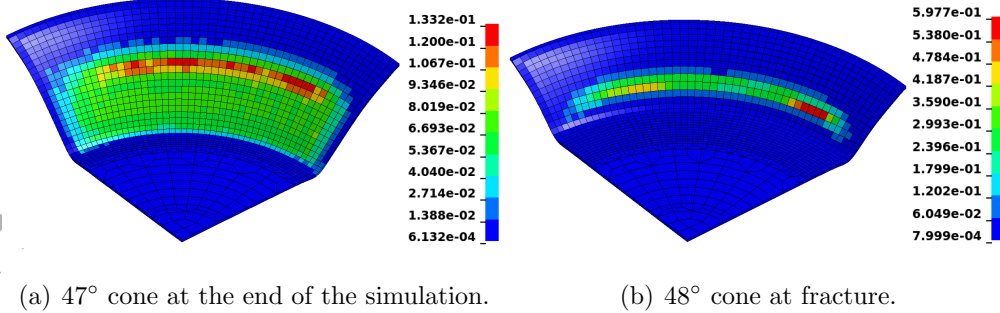 1.332e-01
1.200e-01
1.067e-01
9.346e-02
8.019e-02
6.693e-02
5.367e-02
4.040e-02
2.714e-02
1.388e-02
6.132e-04
5.977e-01
5.380e-01
4.784e-01
4.187e-01
3.590e-01
2.993e-01
2.396e-01
1.799e-01
1.202e-01
6.049e-02
7.999e-04
(a) 47° cone at the end of the simulation.
(b) 48° cone at fracture.